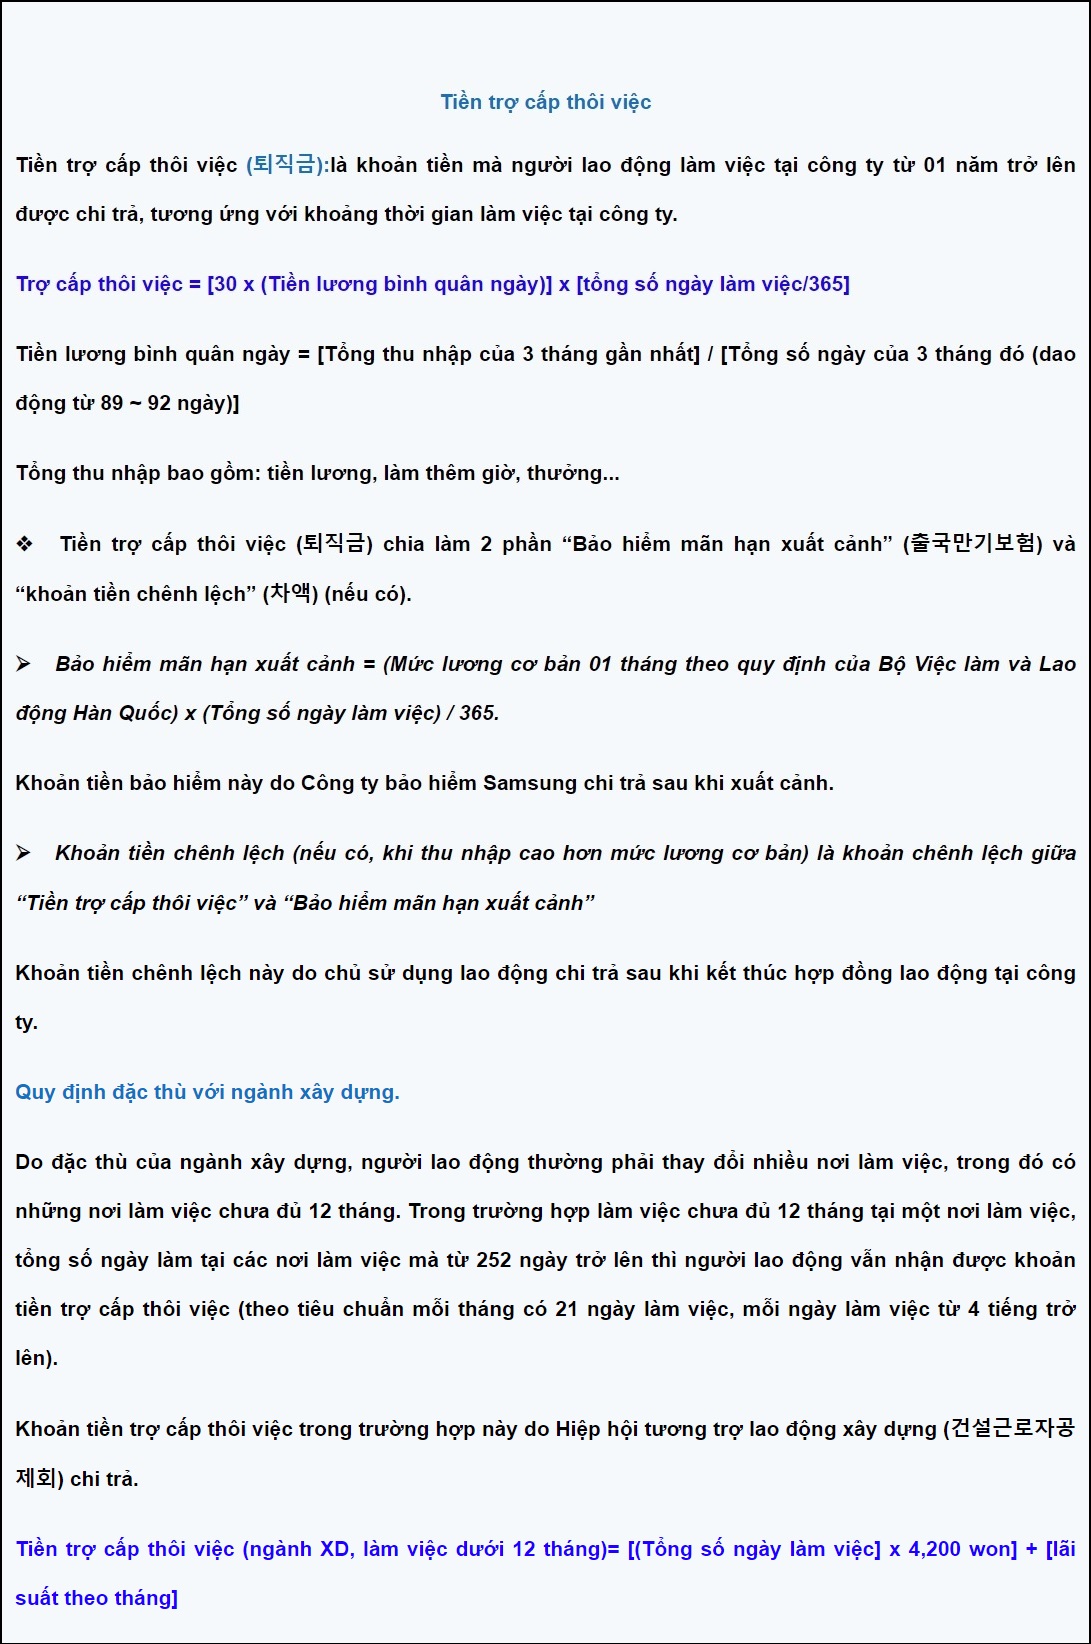 Tiền trợ cấp thôi việc
Tiền trợ cấp thôi việc (퇴직금):là khoản tiền mà người lao động làm việc tại công ty từ 01 năm trở lên
được chi trả, tương ứng với khoảng thời gian làm việc tại công ty.
Trợ cấp thôi việc = [30 x (Tiền lương bình quân ngày)] x [tổng số ngày làm việc/365]
Tiền lương bình quân ngày = [Tổng thu nhập của 3 tháng gần nhất] / [Tổng số ngày của 3 tháng đó (dao
động từ 89 ~ 92 ngày)]
Tổng thu nhập bao gồm: tiền lương, làm thêm giờ, thưởng...
❖ Tiền trợ cấp thôi việc (퇴직금) chia làm 2 phần “Bảo hiểm mãn hạn xuất cảnh” (출국만기보험) và
“khoản tiền chênh lệch” (차액) (nếu có).
➢ Bảo hiểm mãn hạn xuất cảnh = (Mức lương cơ bản 01 tháng theo quy định của Bộ Việc làm và Lao
động Hàn Quốc) x (Tổng số ngày làm việc) / 365.
Khoản tiền bảo hiểm này do Công ty bảo hiểm Samsung chi trả sau khi xuất cảnh.
➢ Khoản tiền chênh lệch (nếu có, khi thu nhập cao hơn mức lương cơ bản) là khoản chênh lệch giữa
“Tiền trợ cấp thôi việc” và “Bảo hiểm mãn hạn xuất cảnh”
Khoản tiền chênh lệch này do chủ sử dụng lao động chi trả sau khi kết thúc hợp đồng lao động tại công
ty.
Quy định đặc thù với ngành xây dựng.
Do đặc thù của ngành xây dựng, người lao động thường phải thay đổi nhiều nơi làm việc, trong đó có
những nơi làm việc chưa đủ 12 tháng. Trong trường hợp làm việc chưa đủ 12 tháng tại một nơi làm việc,
tổng số ngày làm tại các nơi làm việc mà từ 252 ngày trở lên thì người lao động vẫn nhận được khoản
tiền trợ cấp thôi việc (theo tiêu chuẩn mỗi tháng có 21 ngày làm việc, mỗi ngày làm việc từ 4 tiếng trở
lên).
Khoản tiền trợ cấp thôi việc trong trường hợp này do Hiệp hội tương trợ lao động xây dựng (건설근로자공
제회) chi trả.
Tiền trợ cấp thôi việc (ngành XD, làm việc dưới 12 tháng)= [(Tổng số ngày làm việc] x 4,200 won] + [lãi
suất theo tháng]